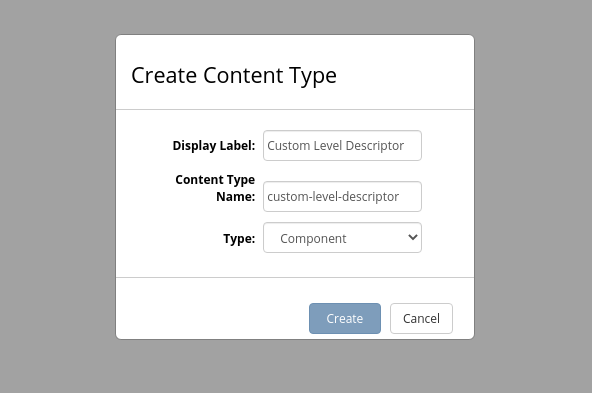 Create Content Type
Display Label: Custom Level Descriptor
Content Type
Name: custom-level-descriptor
Type: Component
Create Cancel